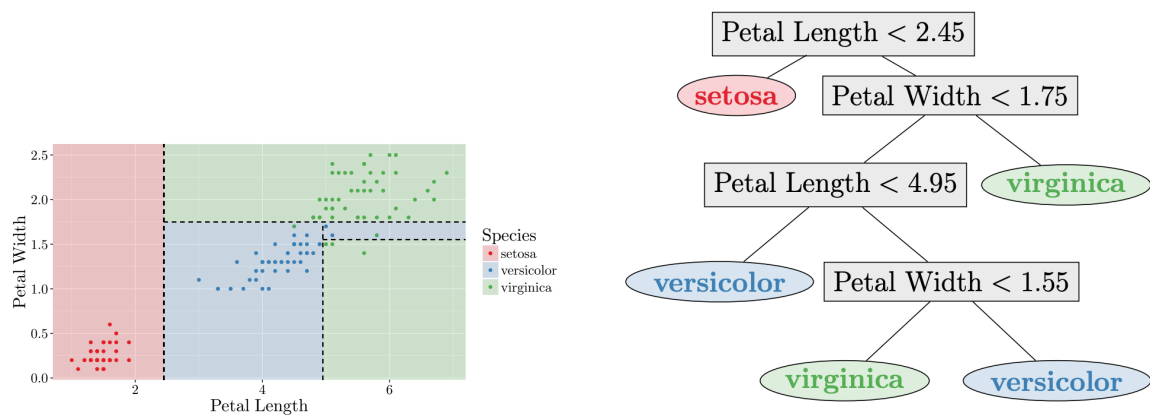 2.5
2.0
1.5
1.0
0.5
0.0
Petal Width
2
4
6
Petal Length
Species
setosa
versicolor
virginica
Petal Length < 2.45
setosa
Petal Width < 1.75
Petal Length < 4.95
virginica
versicolor
Petal Width < 1.55
virginica
versicolor